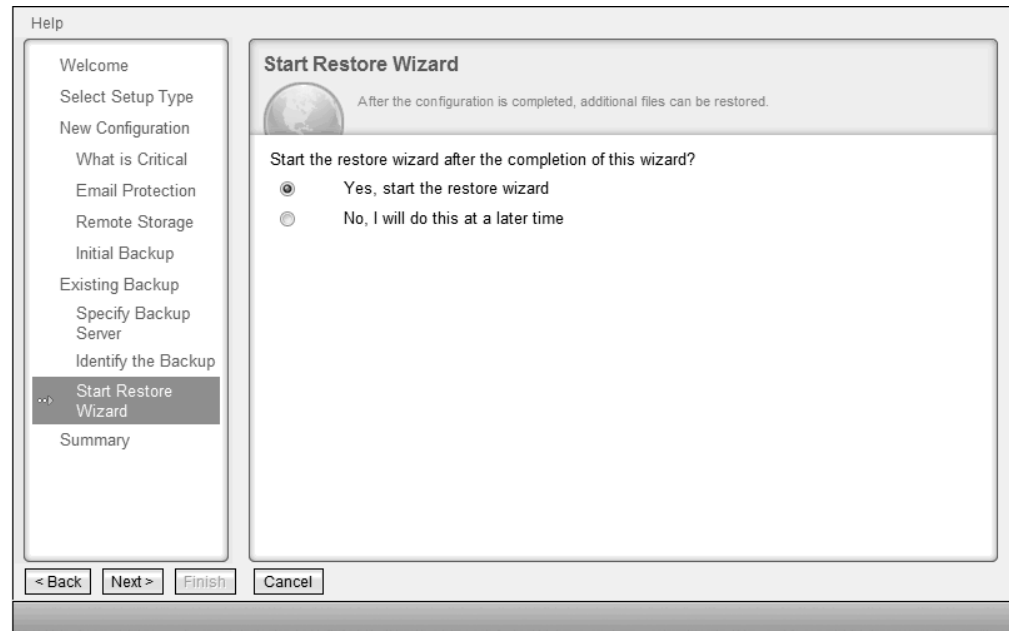 Help
Welcome
Select Setup Type
New Configuration
What is Critical
Email Protection
Remote Storage
Initial Backup
Existing Backup
Specify Backup
Server
Identify the Backup
Start Restore
Wizard
Summary
Start Restore Wizard
After the configuration is completed, additional files can be restored.
Start the restore wizard after the completion of this wizard?
Yes, start the restore wizard
No, I will do this at a later time
< Back Next > Finish Cancel